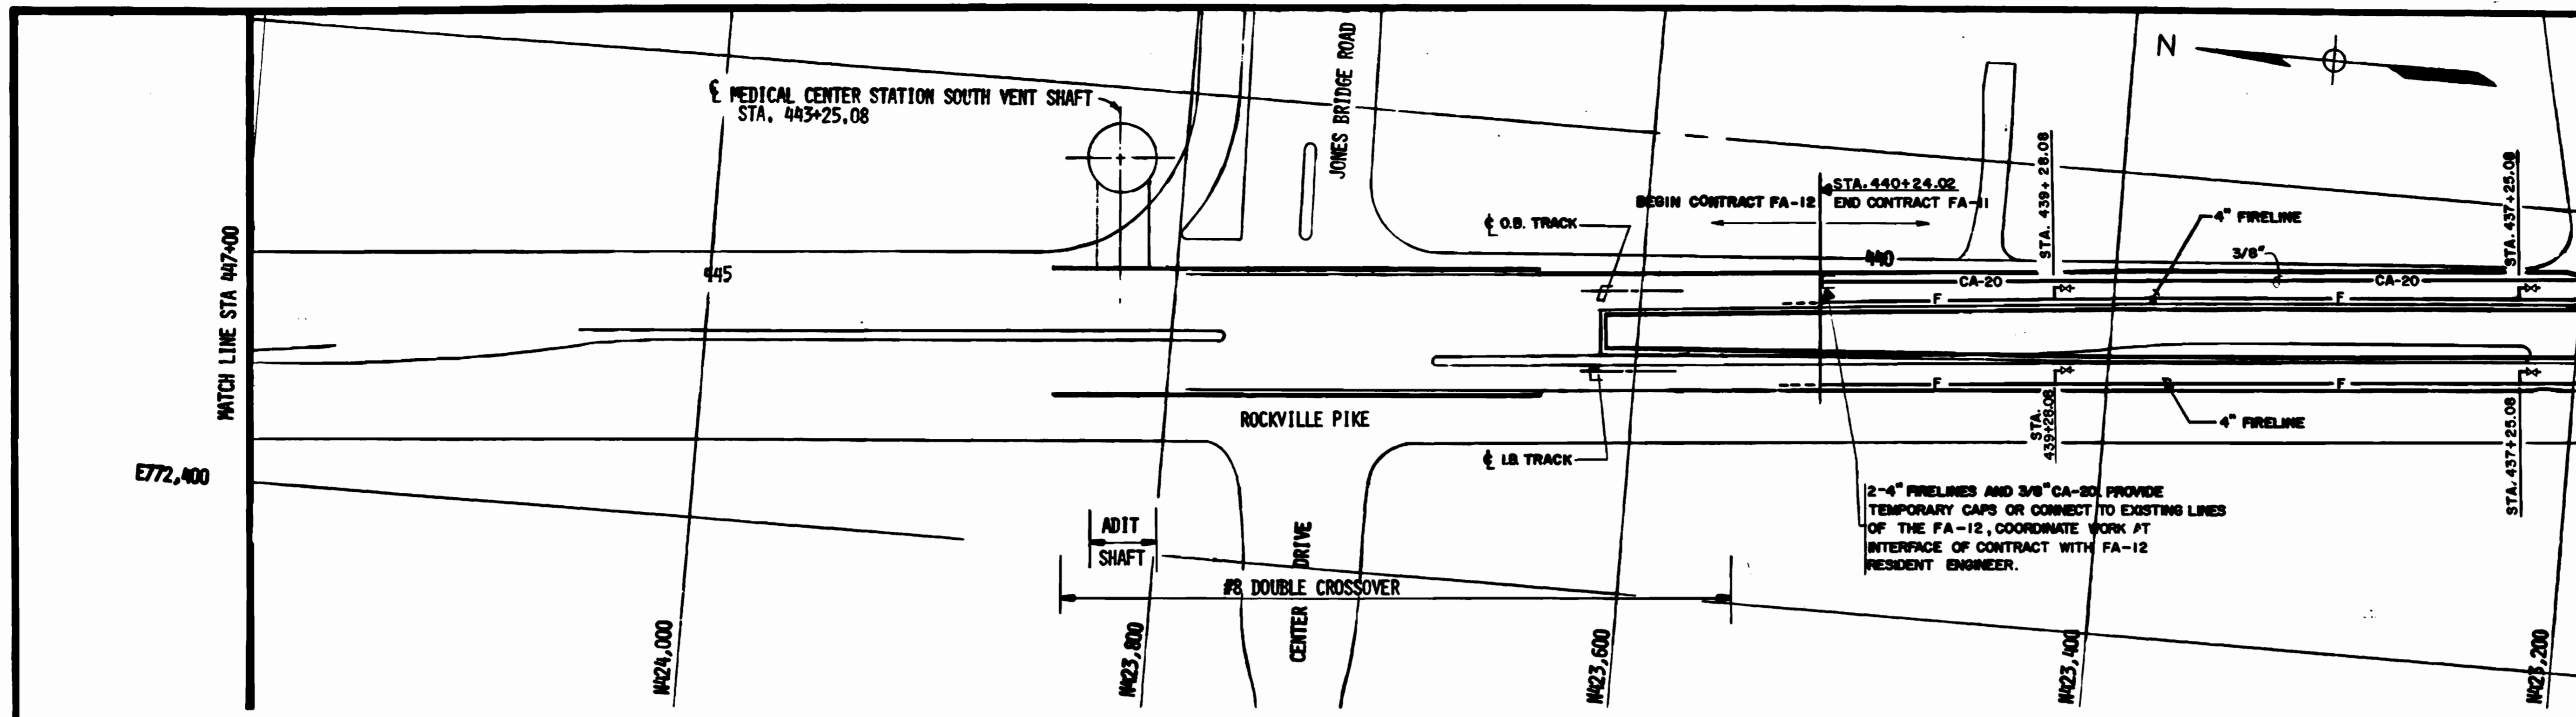 N
℄ MEDICAL CENTER STATION SOUTH VENT SHAFT
STA. 443+25.08
JONES BRIDGE ROAD
MATCH LINE STA 447+00
E772,400
445
BEGIN CONTRACT FA-12
STA. 440+24.02
END CONTRACT FA-11
℄ O.B. TRACK
440
STA. 439+28.08
STA. 437+25.08
4" FIRELINE
3/8"
CA-20
CA-20
F
F
ROCKVILLE PIKE
℄ I.B. TRACK
F
F
4" FIRELINE
STA.
439+28.08
STA. 437+25.08
2-4" FIRELINES AND 3/8" CA-20. PROVIDE
TEMPORARY CAPS OR CONNECT TO EXISTING LINES
OF THE FA-12, COORDINATE WORK AT
INTERFACE OF CONTRACT WITH FA-12
RESIDENT ENGINEER.
ADIT
SHAFT
#8 DOUBLE CROSSOVER
CENTER DRIVE
N424,000
N423,800
N423,600
N423,400
N423,200